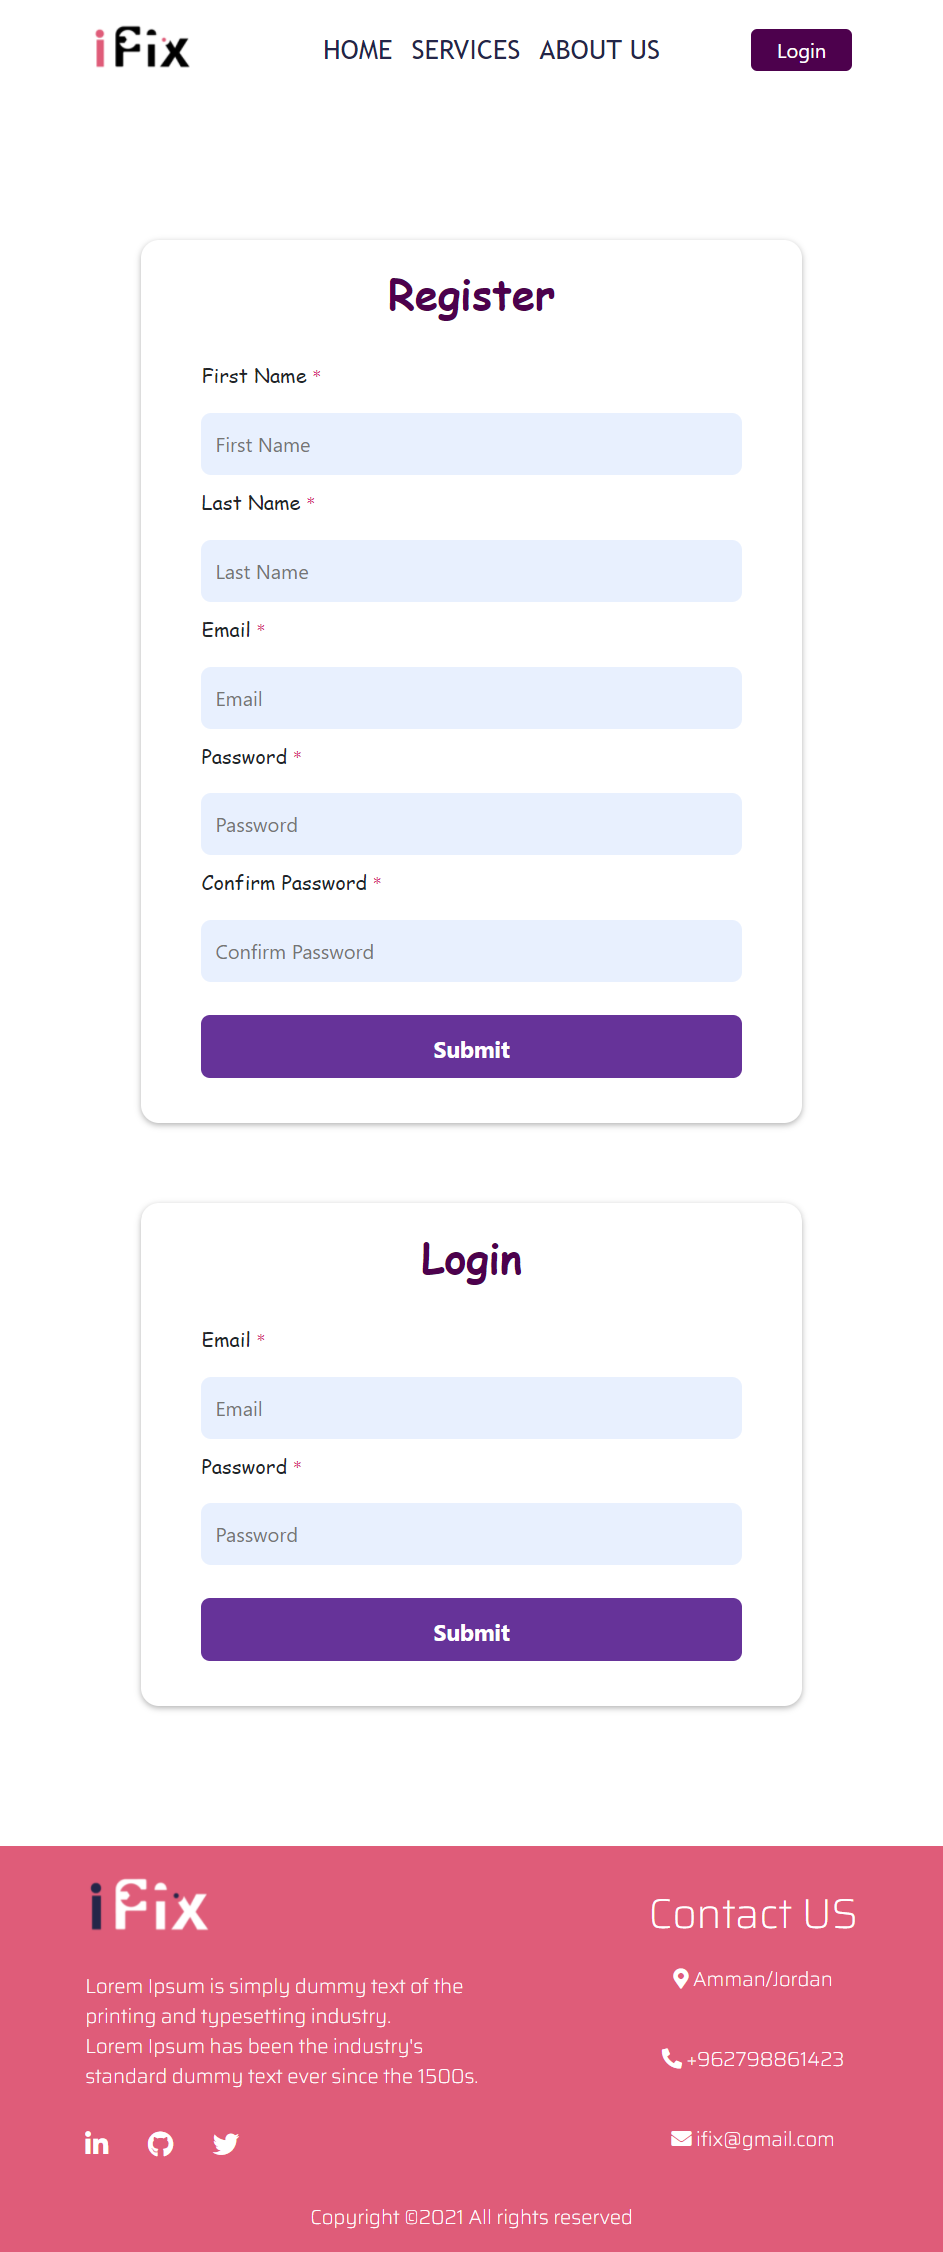 iFix
HOME SERVICES ABOUT US
Login
Register
First Name *
First Name
Last Name *
Last Name
Email *
Email
Password *
Password
Confirm Password *
Confirm Password
Submit
Login
Email *
Email
Password *
Password
Submit
iFix
Lorem Ipsum is simply dummy text of the
printing and typesetting industry.
Lorem Ipsum has been the industry's
standard dummy text ever since the 1500s.
Contact US
Amman/Jordan
+962798861423
ifix@gmail.com
Copyright ©2021 All rights reserved